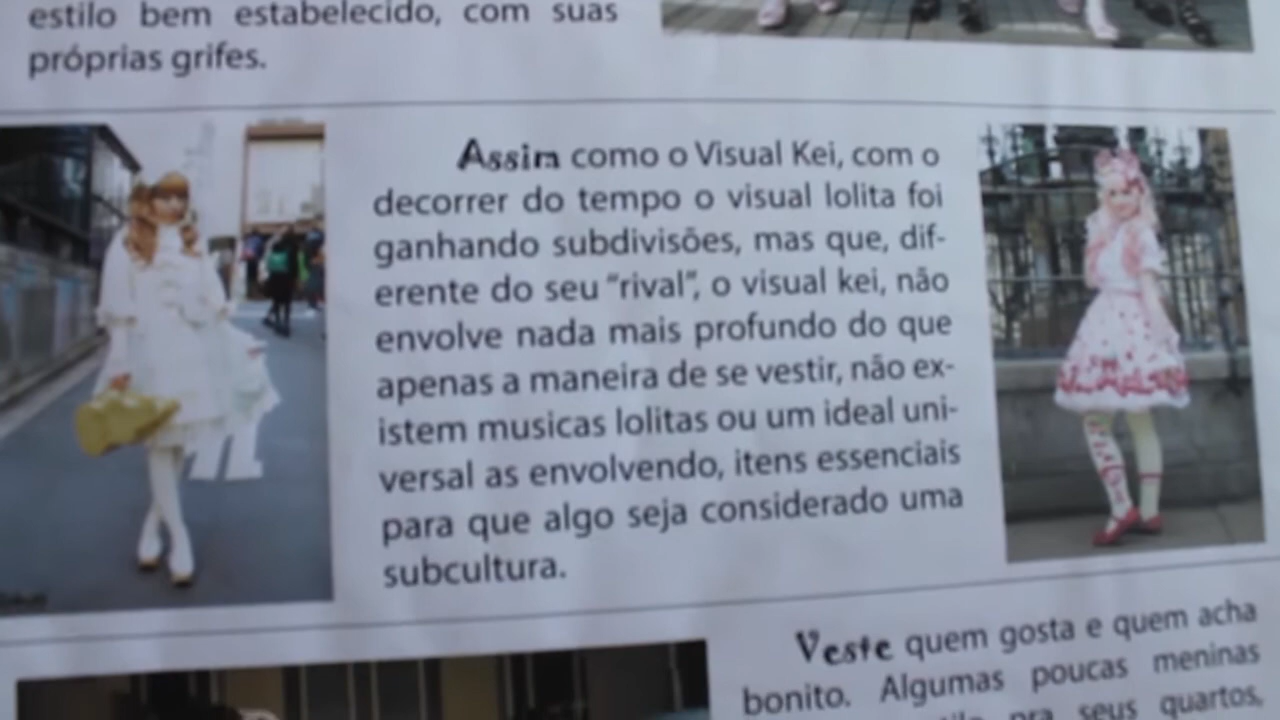 estilo bem estabelecido, com suas
próprias grifes.
Assim como o Visual Kei, com o
decorrer do tempo o visual lolita foi
ganhando subdivisões, mas que, dif-
erente do seu “rival”, o visual kei, não
envolve nada mais profundo do que
apenas a maneira de se vestir, não ex-
istem musicas lolitas ou um ideal uni-
versal as envolvendo, itens essenciais
para que algo seja considerado uma
subcultura.
Veste quem gosta e quem acha
bonito. Algumas poucas meninas
pra seus quartos,